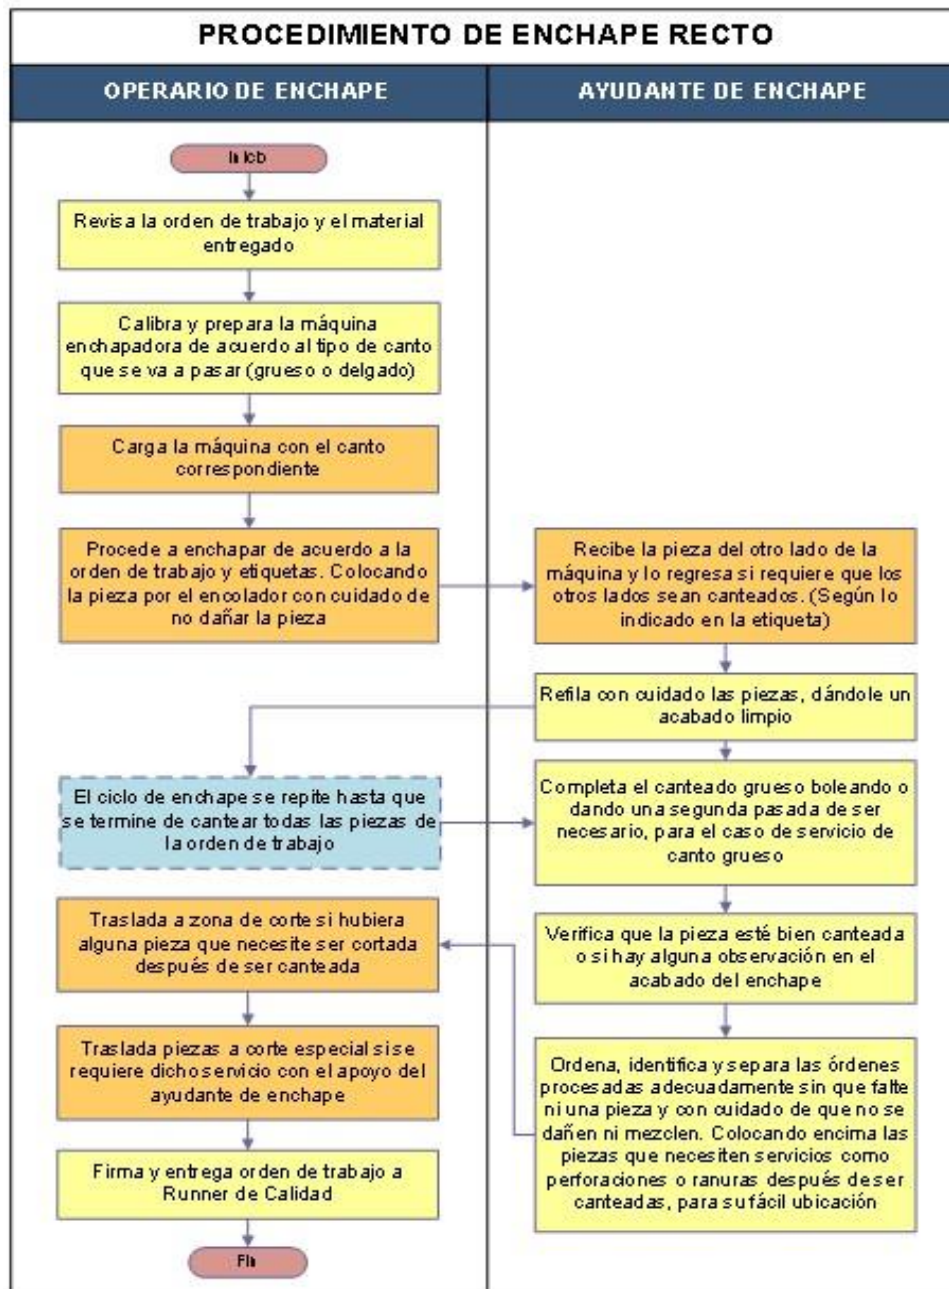 PROCEDIMIENTO DE ENCHAPE RECTO
OPERARIO DE ENCHAPE
AYUDANTE DE ENCHAPE
Inicio
Revisa la orden de trabajo y el material
entregado
Calibra y prepara la máquina
enchapadora de acuerdo al tipo de canto
que se va a pasar (grueso o delgado)
Carga la máquina con el canto
correspondiente
Procede a enchapar de acuerdo a la
orden de trabajo y etiquetas. Colocando
la pieza por el encolador con cuidado de
no dañar la pieza
Recibe la pieza del otro lado de la
máquina y lo regresa si requiere que los
otros lados sean canteados. (Según lo
indicado en la etiqueta)
Refila con cuidado las piezas, dándole un
acabado limpio
El ciclo de enchape se repite hasta que
se termine de cantear todas las piezas de
la orden de trabajo
Completa el canteado grueso boleando o
dando una segunda pasada de ser
necesario, para el caso de servicio de
canto grueso
Verifica que la pieza esté bien canteada
o si hay alguna observación en el
acabado del enchape
Ordena, identifica y separa las órdenes
procesadas adecuadamente sin que falte
ni una pieza y con cuidado de que no se
dañen ni mezclen. Colocando encima las
piezas que necesiten servicios como
perforaciones o ranuras después de ser
canteadas, para su fácil ubicación
Traslada a zona de corte si hubiera
alguna pieza que necesite ser cortada
después de ser canteada
Traslada piezas a corte especial si se
requiere dicho servicio con el apoyo del
ayudante de enchape
Firma y entrega orden de trabajo a
Runner de Calidad
Fin